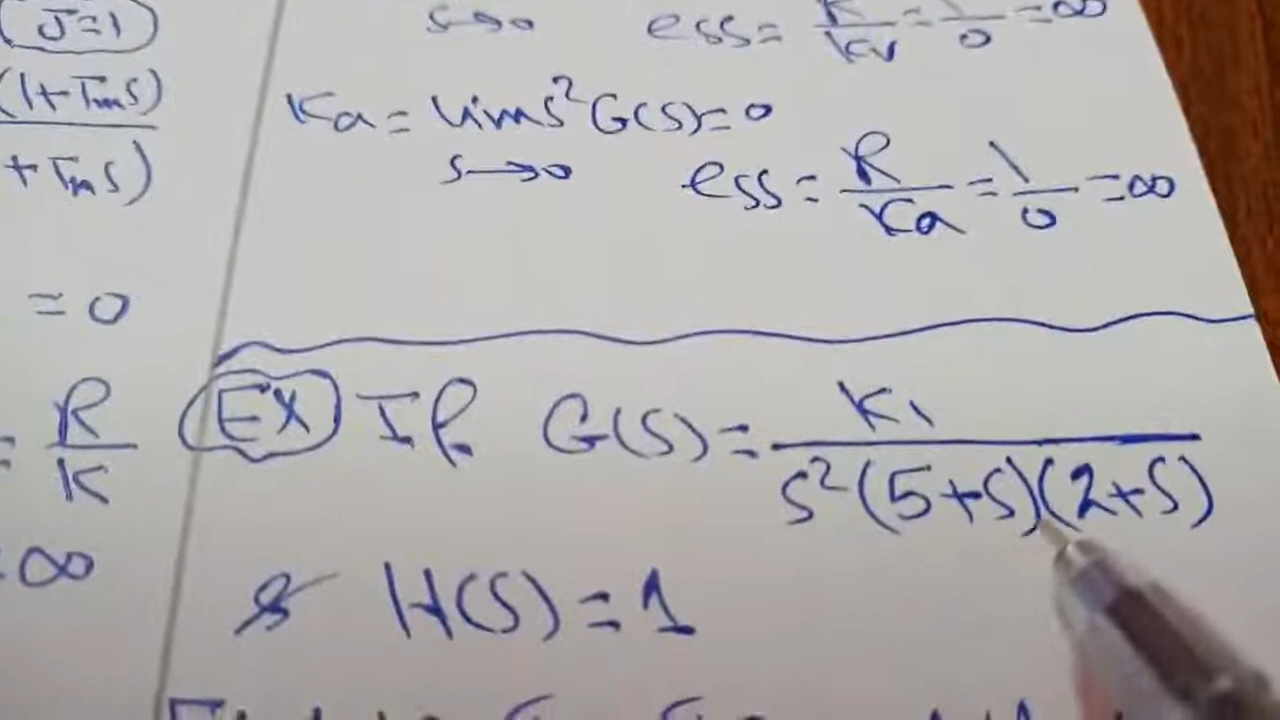 J=1
s→0 ess= R/Kv = 1/0 =∞
(1+Tms)
+Tms)
Ka = lim s²G(s)=0
s→0 ess= R/Ka = 1/0 =∞
=0
EX If G(s)= K1/s²(5+s)(2+s)
= R/K
=∞
& H(s)=1